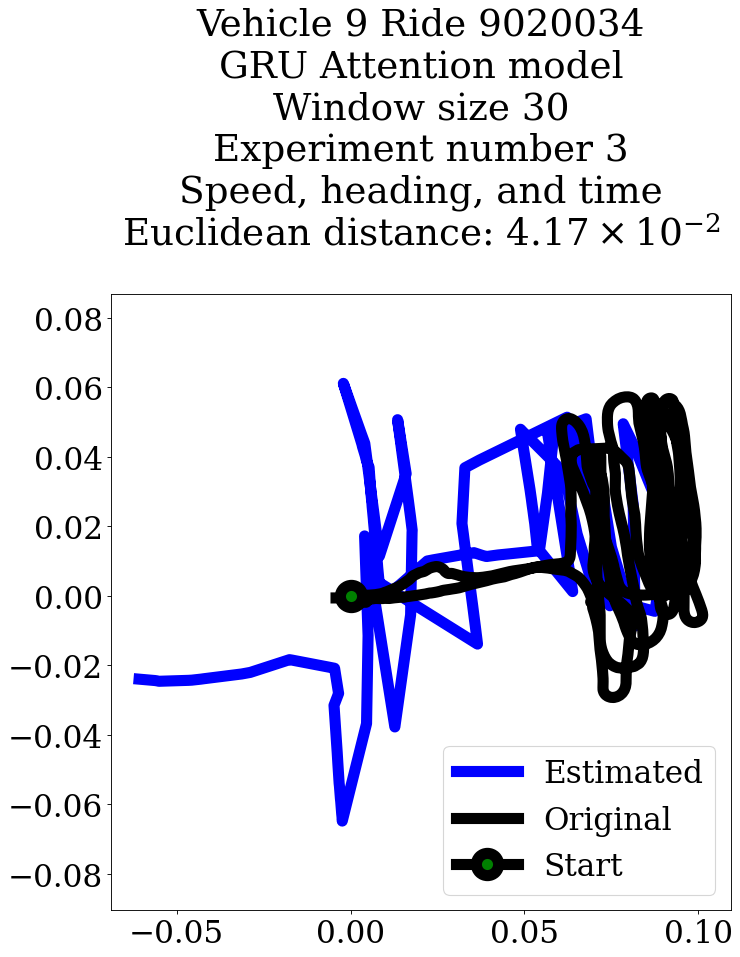 Vehicle 9 Ride 9020034
GRU Attention model
Window size 30
Experiment number 3
Speed, heading, and time
Euclidean distance: 4.17 × 10⁻²
0.08
0.06
0.04
0.02
0.00
−0.02
−0.04
−0.06
−0.08
Estimated
Original
Start
−0.05 0.00 0.05 0.10